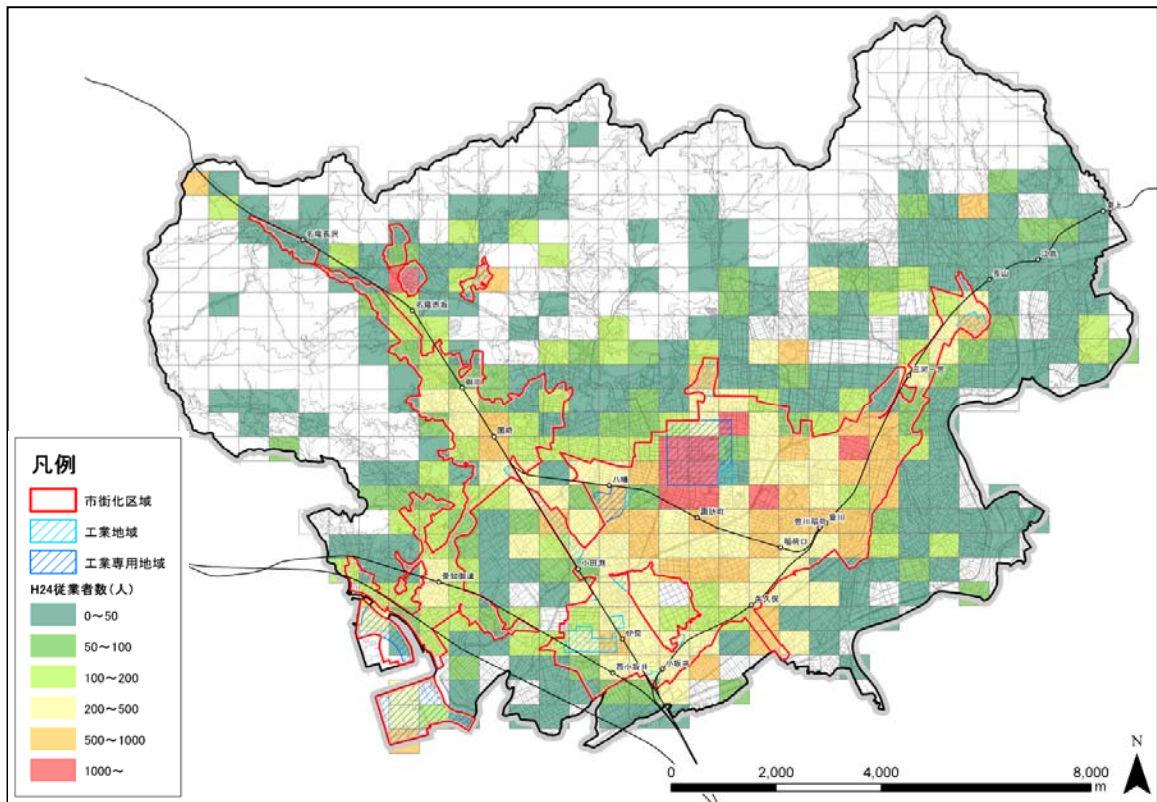 東上
江島
長山
名電長沢
名電赤坂
三河一宮
御油
国府
八幡
諏訪町
豊川稲荷
豊川
稲荷口
小田渕
愛知御津
牛久保
伊奈
西小坂井
小坂井
凡例
市街化区域
工業地域
工業専用地域
H24従業者数(人)
0～50
50～100
100～200
200～500
500～1000
1000～
N
0 2,000 4,000 8,000
m